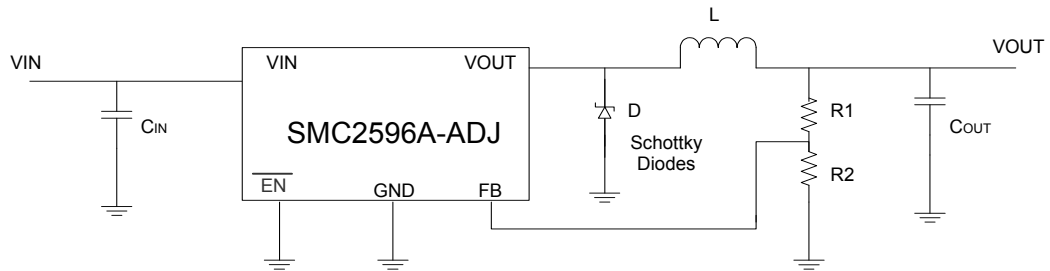 L
VIN
VIN
VOUT
VOUT
CIN
SMC2596A-ADJ
D
Schottky
Diodes
R1
COUT
R2
EN
GND
FB